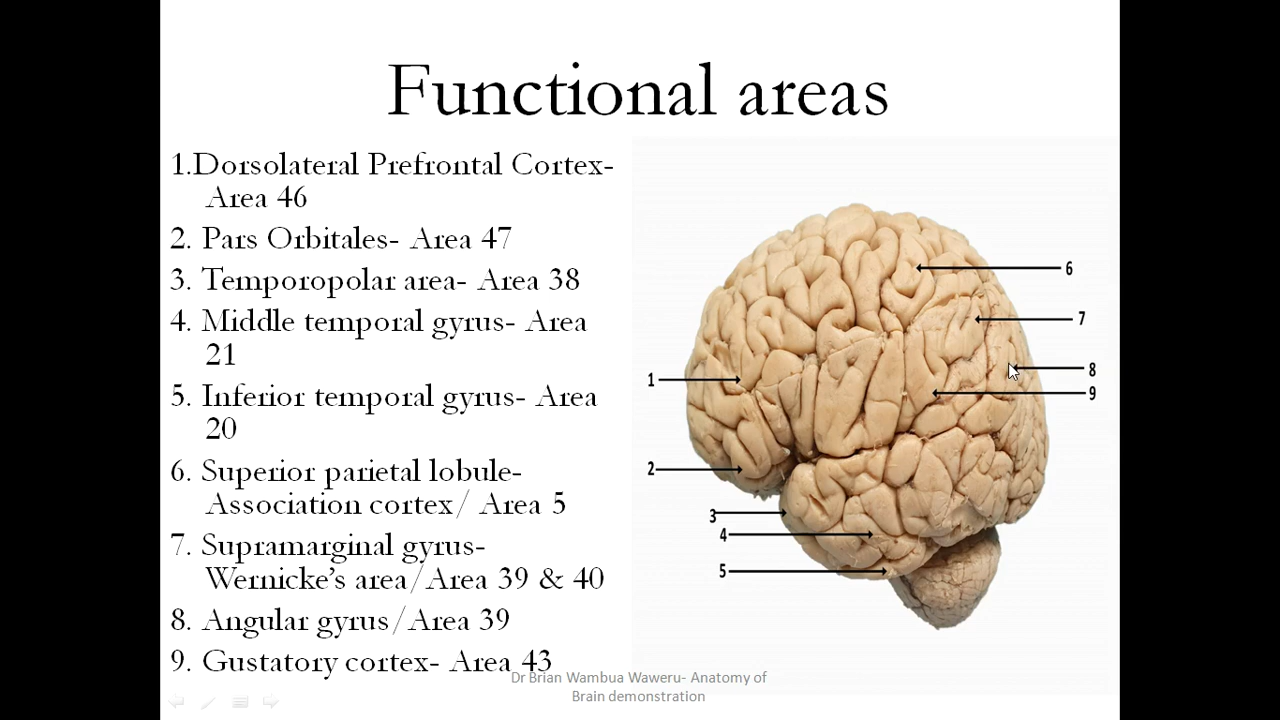 Functional areas
1.Dorsolateral Prefrontal Cortex-
Area 46
2. Pars Orbitales- Area 47
3. Temporopolar area- Area 38
4. Middle temporal gyrus- Area
21
5. Inferior temporal gyrus- Area
20
6. Superior parietal lobule-
Association cortex/ Area 5
7. Supramarginal gyrus-
Wernicke's area/Area 39 & 40
8. Angular gyrus/Area 39
9. Gustatory cortex- Area 43
6
7
8
9
1
2
3
4
5
Dr Brian Wambua Waweru- Anatomy of
Brain demonstration